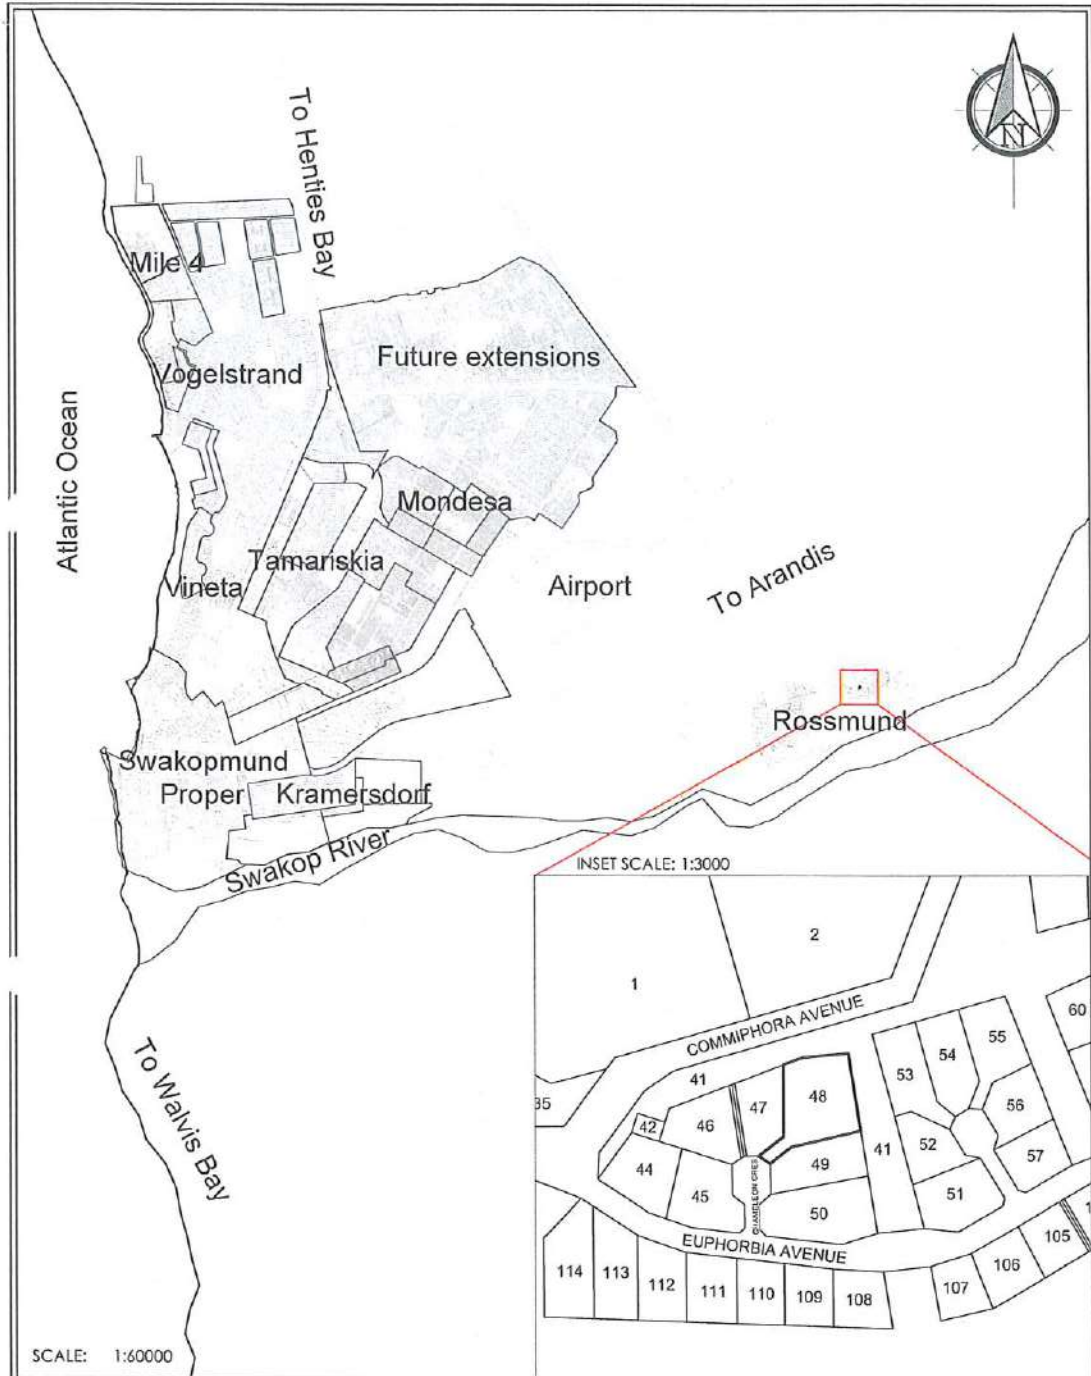 N
To Henties Bay
Mile 4
Future extensions
Vogelstrand
Atlantic Ocean
Mondesa
Tamariskia
Vineta
Airport
To Arandis
Rossmund
Swakopmund
Proper
Kramersdorf
Swakop River
To Walvis Bay
INSET SCALE: 1:3000
1
2
COMMIPHORA AVENUE
60
55
54
53
41
35
47
48
46
42
56
52
41
49
57
44
45
51
50
CHAMELEON CRES
EUPHORBIA AVENUE
105
106
107
114
113
112
111
110
109
108
SCALE: 1:60000